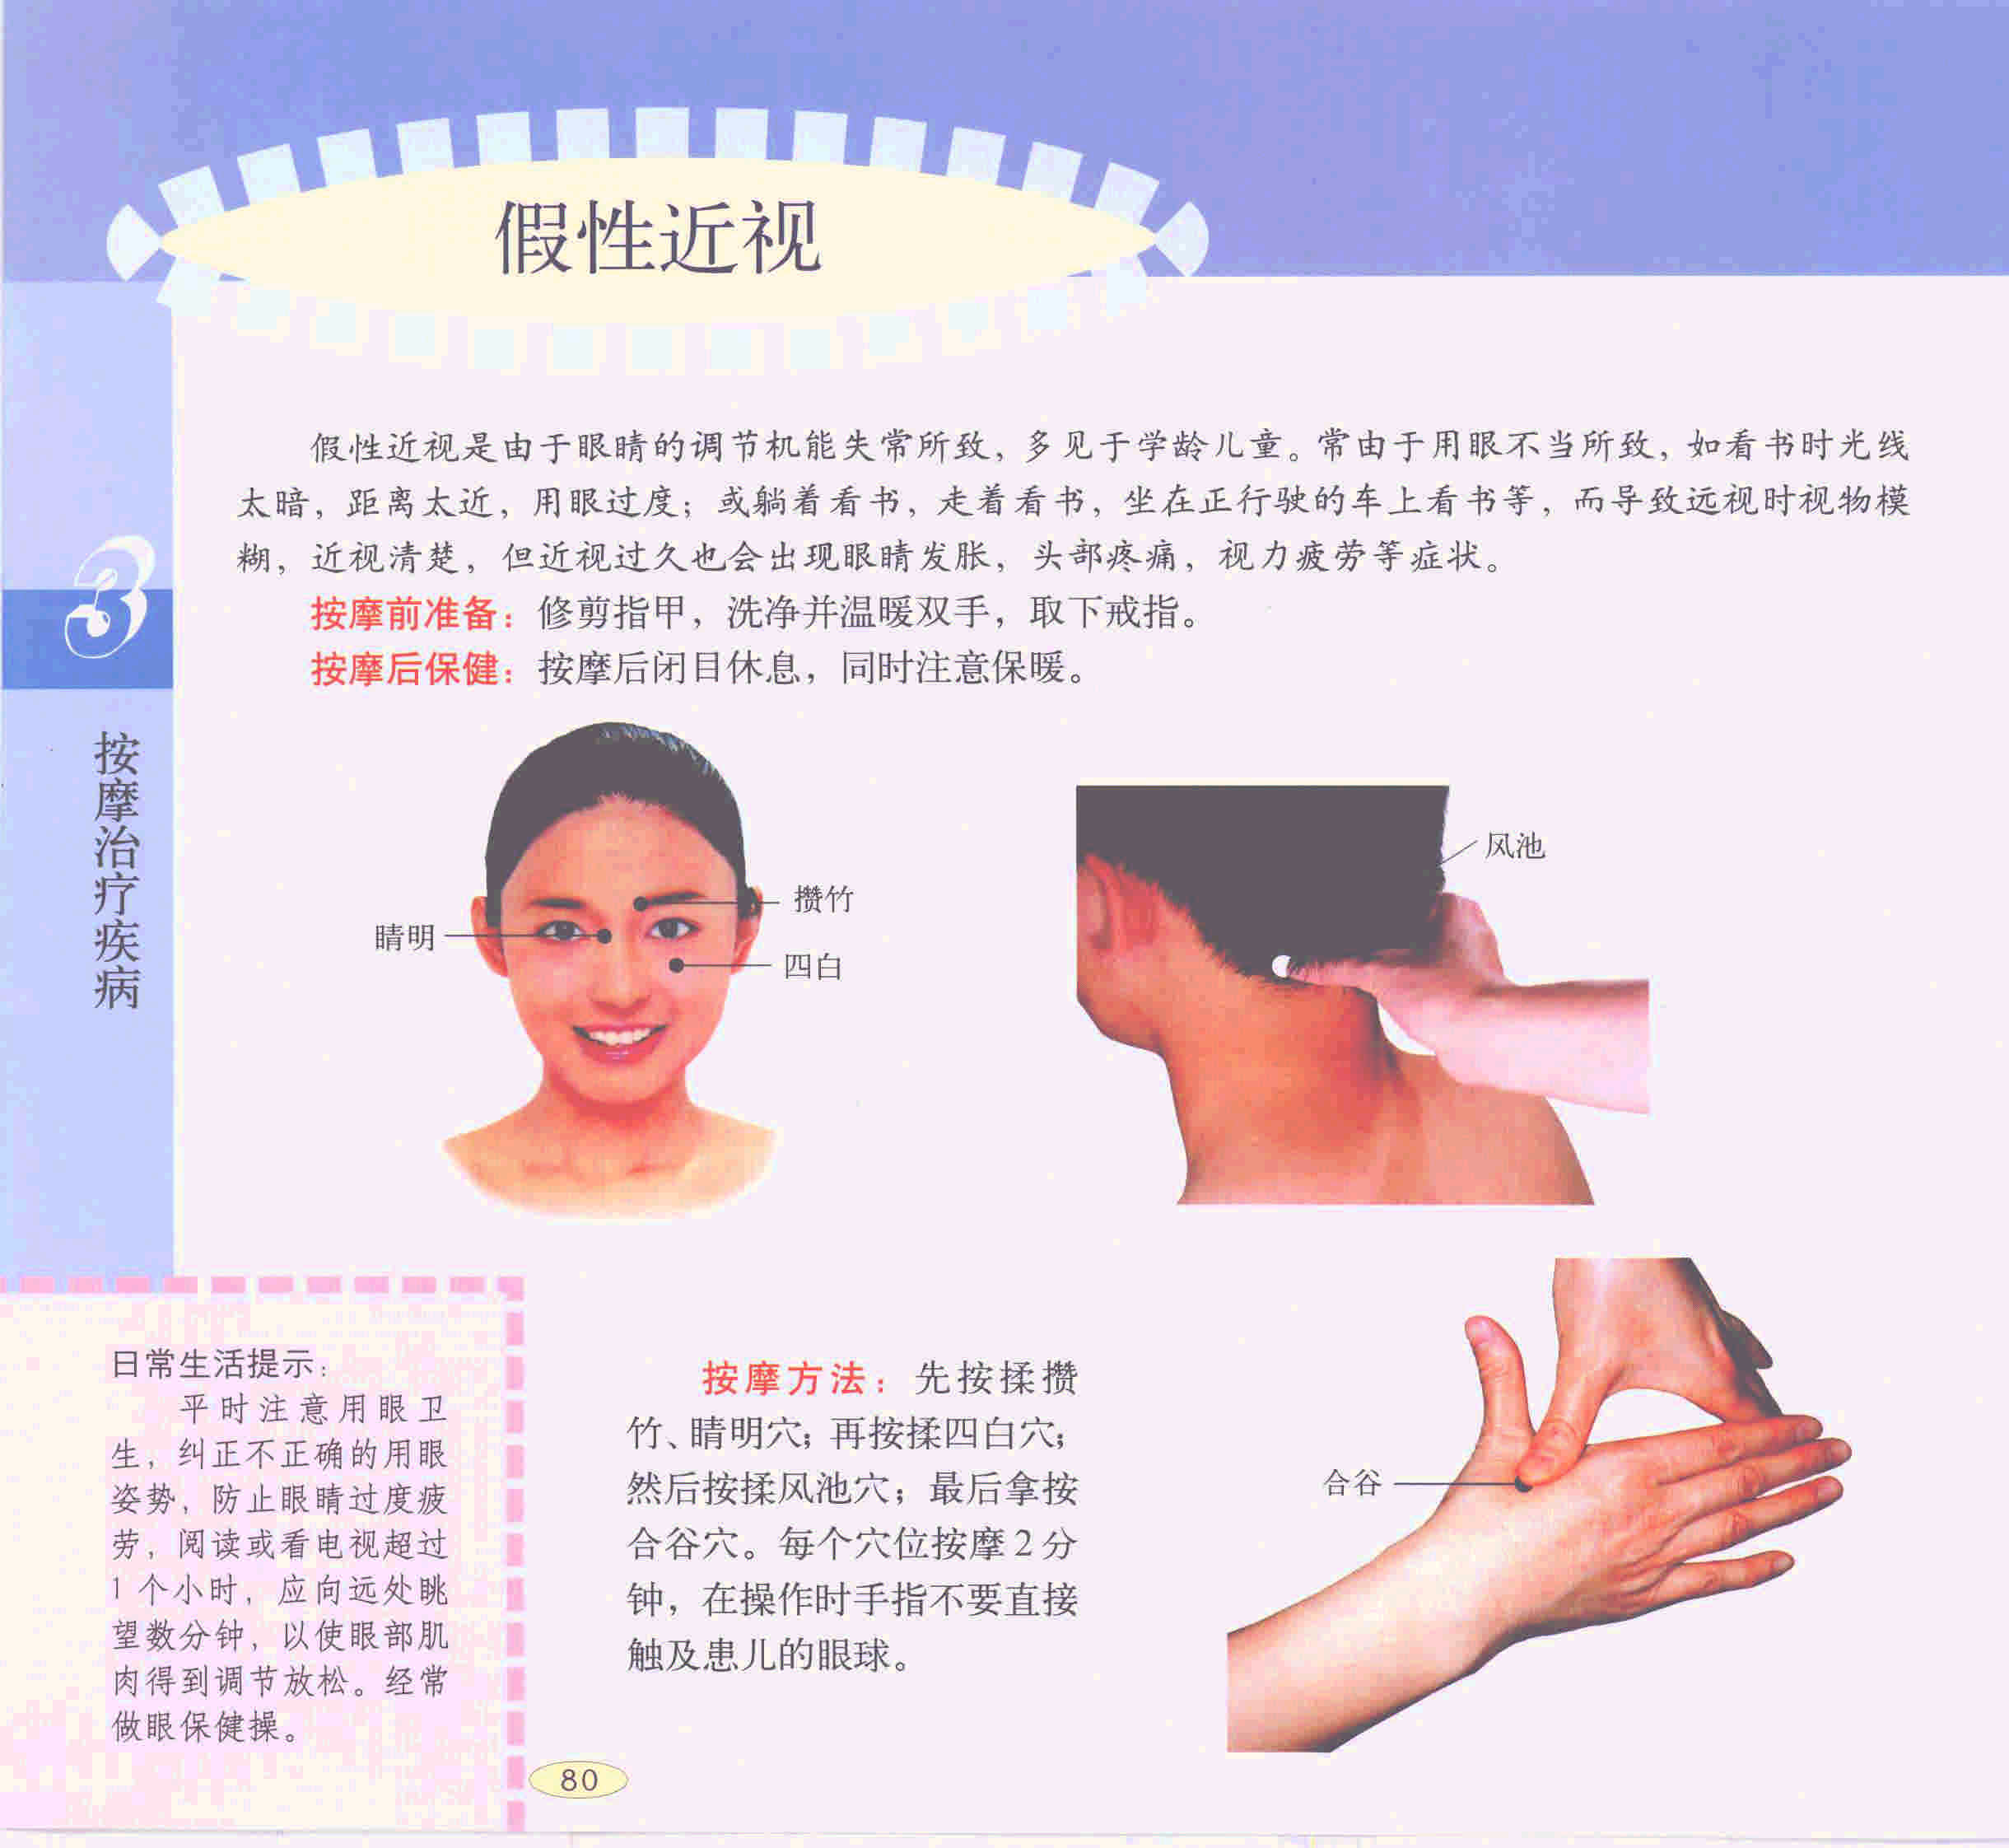 假性近视
假性近视是由于眼睛的调节机能失常所致，多见于学龄儿童。常由于用眼不当所致，如看书时光线
太暗，距离太近，用眼过度；或躺着看书，走着看书，坐在正行驶的车上看书等，而导致远视时视物模
糊，近视清楚，但近视过久也会出现眼睛发胀，头部疼痛，视力疲劳等症状。
按摩前准备：修剪指甲，洗净并温暖双手，取下戒指。
按摩后保健：按摩后闭目休息，同时注意保暖。
3
按摩治疗疾病
攒竹
睛明
四白
风池
日常生活提示：
平时注意用眼卫
生，纠正不正确的用眼
姿势，防止眼睛过度疲
劳，阅读或看电视超过
1个小时，应向远处眺
望数分钟，以使眼部肌
肉得到调节放松。经常
做眼保健操。
按摩方法：先按揉攒
竹、睛明穴；再按揉四白穴；
然后按揉风池穴；最后拿按
合谷穴。每个穴位按摩2分
钟，在操作时手指不要直接
触及患儿的眼球。
合谷
80